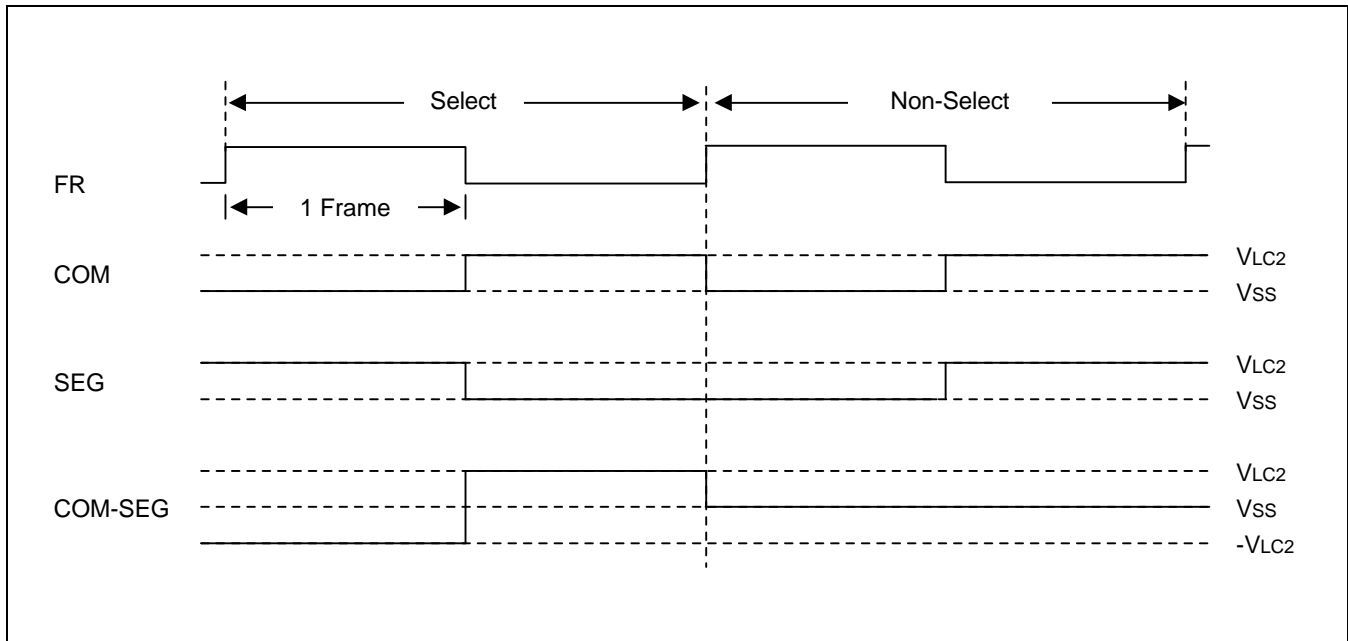 Select
Non-Select
FR
1 Frame
COM
VLC2
VSS
SEG
VLC2
VSS
COM-SEG
VLC2
VSS
-VLC2